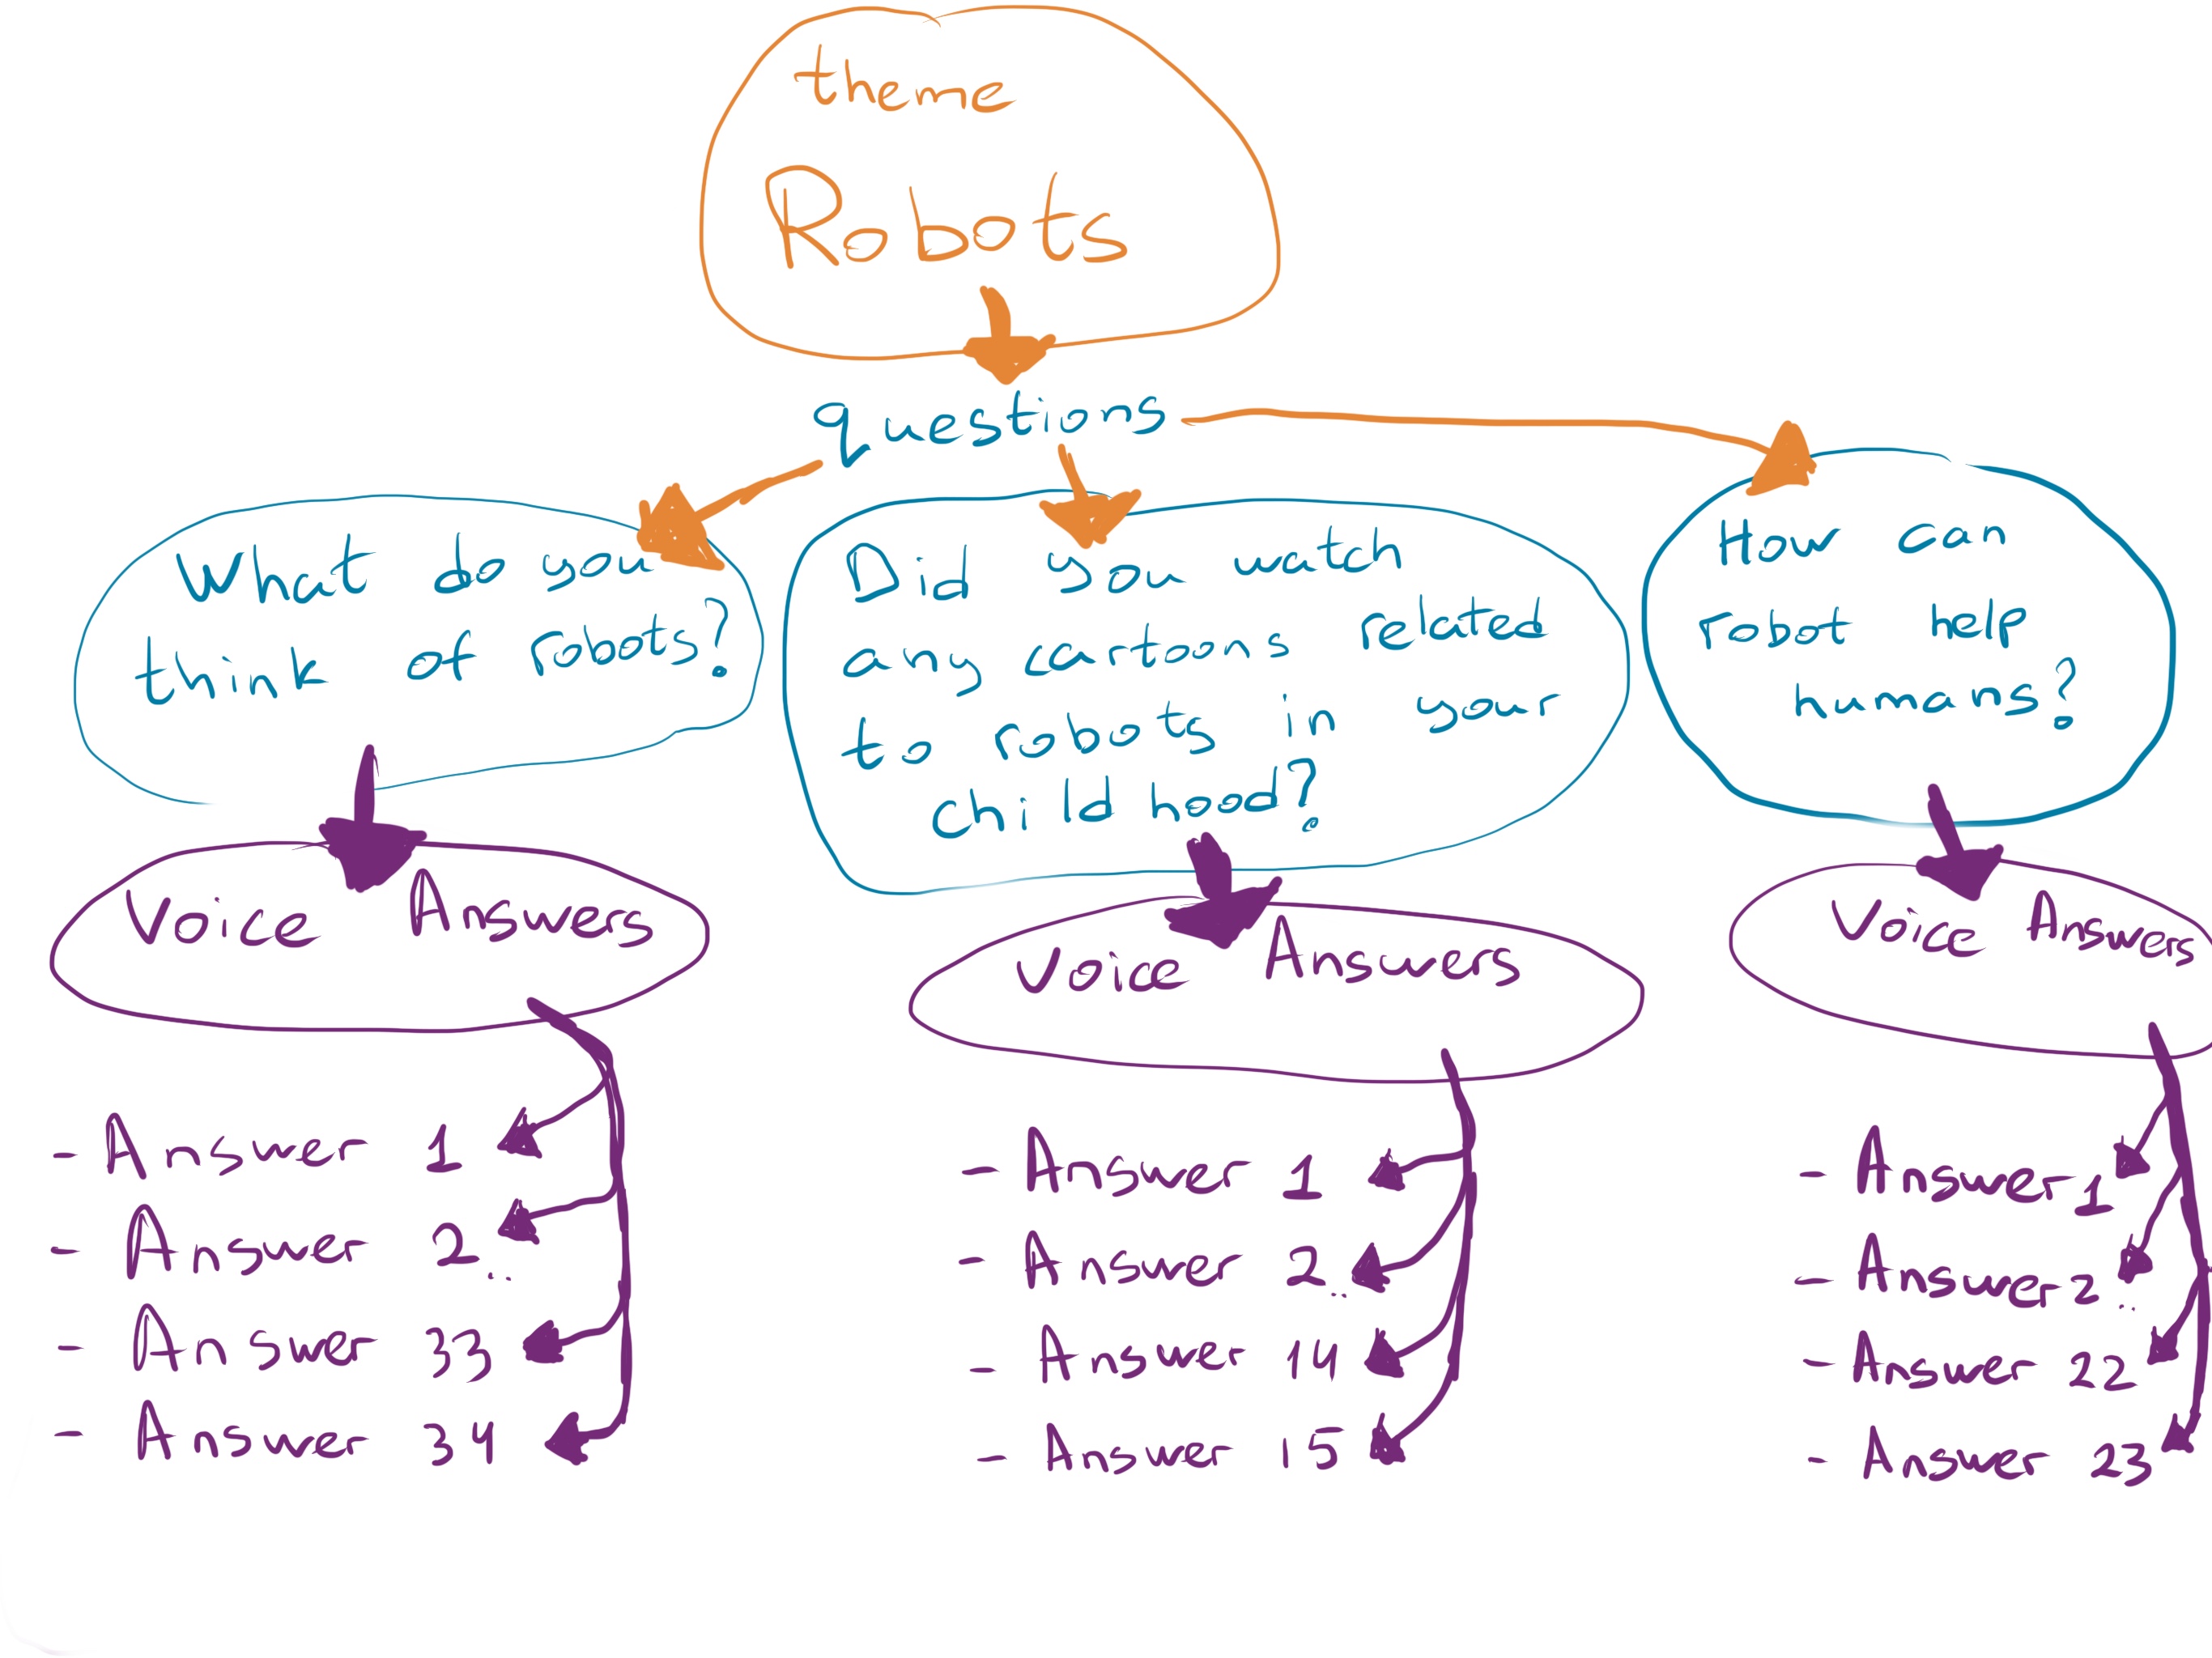 theme
Robots
questions
What do you
think of robots?
Did you watch
any cartoons related
to robots in your
childhood?
How can
robot help
humans?
Voice Answers
- Answer 1
- Answer 2..
- Answer 33
- Answer 34
Voice Answers
- Answer 1
- Answer 2..
- Answer 14
- Answer 15
Voice Answers
- Answer 1
- Answer 2..
- Answer 22
- Answer 23